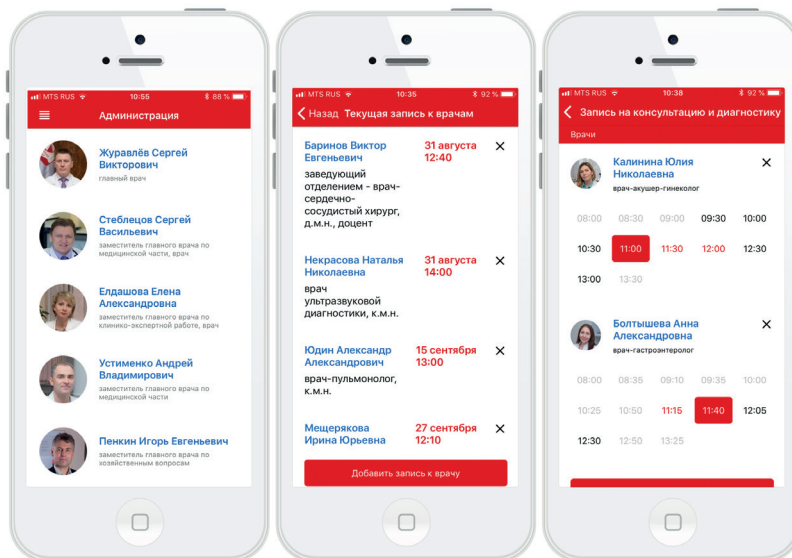 MTS RUS 10:55 88 %
Администрация
Журавлёв Сергей
Викторович
главный врач
Стеблецов Сергей
Васильевич
заместитель главного врача по
медицинской части, врач
Елдашова Елена
Александровна
заместитель главного врача по
клинико-экспертной работе, врач
Устименко Андрей
Владимирович
заместитель главного врача по
медицинской части
Пенкин Игорь Евгеньевич
заместитель главного врача по
хозяйственным вопросам
MTS RUS 10:35 92 %
Назад Текущая запись к врачам
Баринов Виктор 31 августа
Евгеньевич 12:40
заведующий
отделением - врач-
сердечно-
сосудистый хирург,
д.м.н., доцент
Некрасова Наталья 31 августа
Николаевна 14:00
врач
ультразвуковой
диагностики, к.м.н.
Юдин Александр 15 сентября
Александрович 13:00
врач-пульмонолог,
к.м.н.
Мещерякова 27 сентября
Ирина Юрьевна 12:10
Добавить запись к врачу
MTS RUS 10:38 92 %
Запись на консультацию и диагностику
Врачи
Калинина Юлия
Николаевна
врач-акушер-гинеколог
08:00 08:30 09:00 09:30 10:00
10:30 11:00 11:30 12:00 12:30
13:00 13:30
Болтышева Анна
Александровна
врач-гастроэнтеролог
08:00 08:35 09:10 09:35 10:00
10:25 10:50 11:15 11:40 12:05
12:30 12:50 13:25